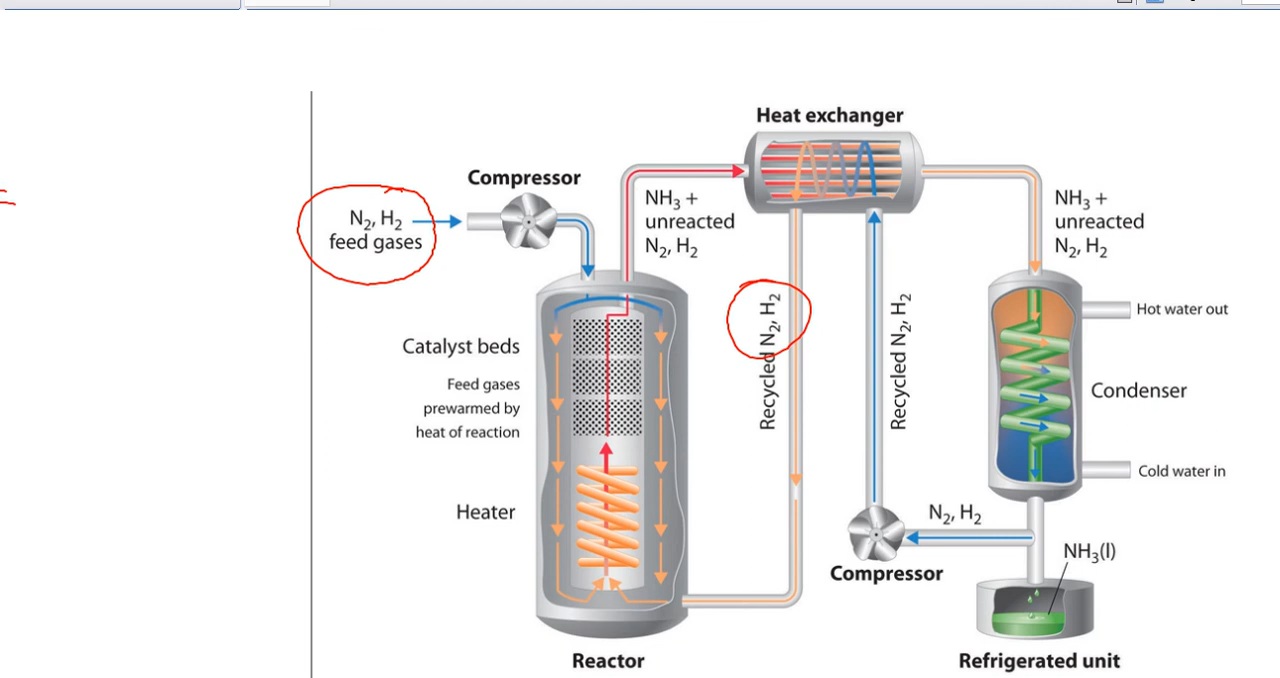 Heat exchanger
Compressor
N₂, H₂
feed gases
NH₃ +
unreacted
N₂, H₂
NH₃ +
unreacted
N₂, H₂
Recycled N₂, H₂
Recycled N₂, H₂
Hot water out
Catalyst beds
Feed gases
prewarmed by
heat of reaction
Condenser
Cold water in
Heater
N₂, H₂
NH₃(l)
Compressor
Reactor
Refrigerated unit